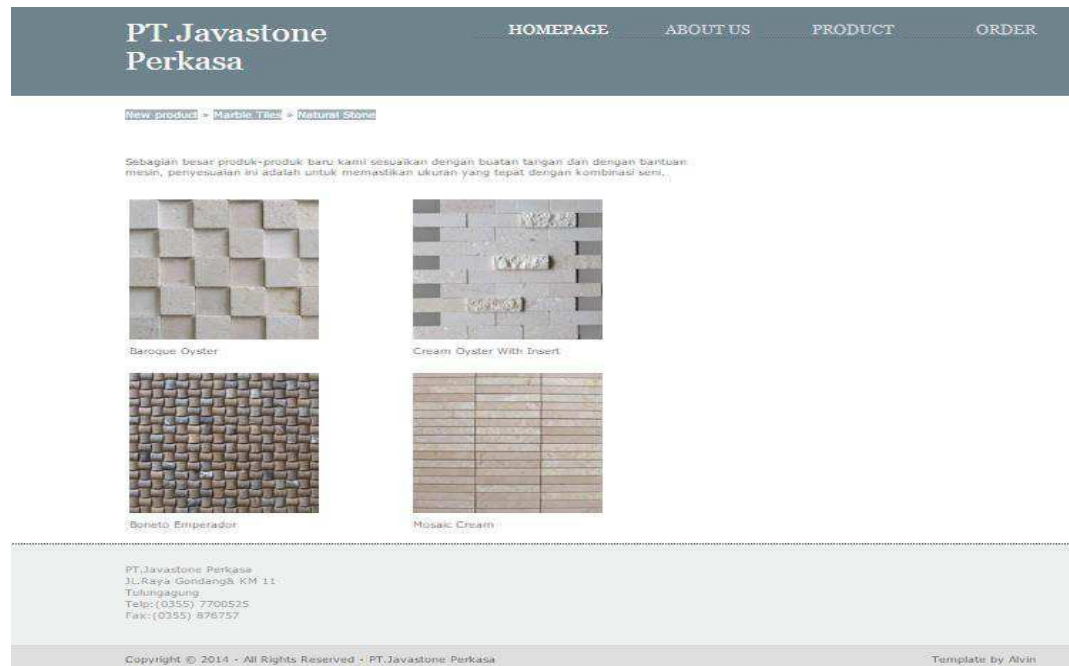 PT.Javastone
Perkasa
HOMEPAGE ABOUT US PRODUCT ORDER
New product » Marble Tiles » Natural Stone
Sebagian besar produk-produk baru kami sesuaikan dengan buatan tangan dan dengan bantuan
mesin, penyesuaian ini adalah untuk memastikan ukuran yang tepat dengan kombinasi seni.
Baroque Oyster Cream Oyster With Insert
Boneto Emperador Mosaic Cream
PT.Javastone Perkasa
JL.Raya Gondang& KM 11
Tulungagung
Telp:(0355) 7700525
Fax:(0355) 876757
Copyright © 2014 - All Rights Reserved - PT.Javastone Perkasa Template by Alvin